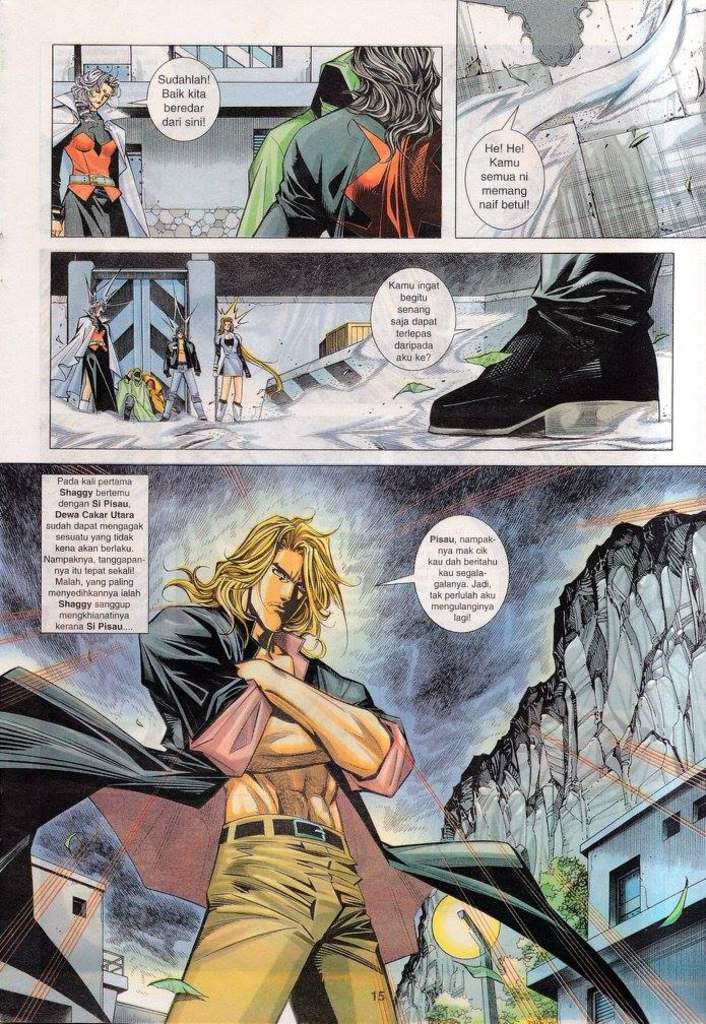 Sudahlah!
Baik kita
beredar
dari sini!
He! He!
Kamu
semua ni
memang
naif betul!
Kamu ingat
begitu
senang
saja dapat
terlepas
daripada
aku ke?
Pada kali pertama
Shaggy bertemu
dengan Si Pisau,
Dewa Cakar Utara
sudah dapat mengagak
sesuatu yang tidak
kena akan berlaku.
Nampaknya, tanggapan-
nya itu tepat sekali!
Malah, yang paling
menyedihkannya ialah
Shaggy sanggup
mengkhianatinya
kerana Si Pisau....
Pisau, nampak-
nya mak cik
kau dah beritahu
kau segala-
galanya. Jadi,
tak perlulah aku
mengulanginya
lagi!
15